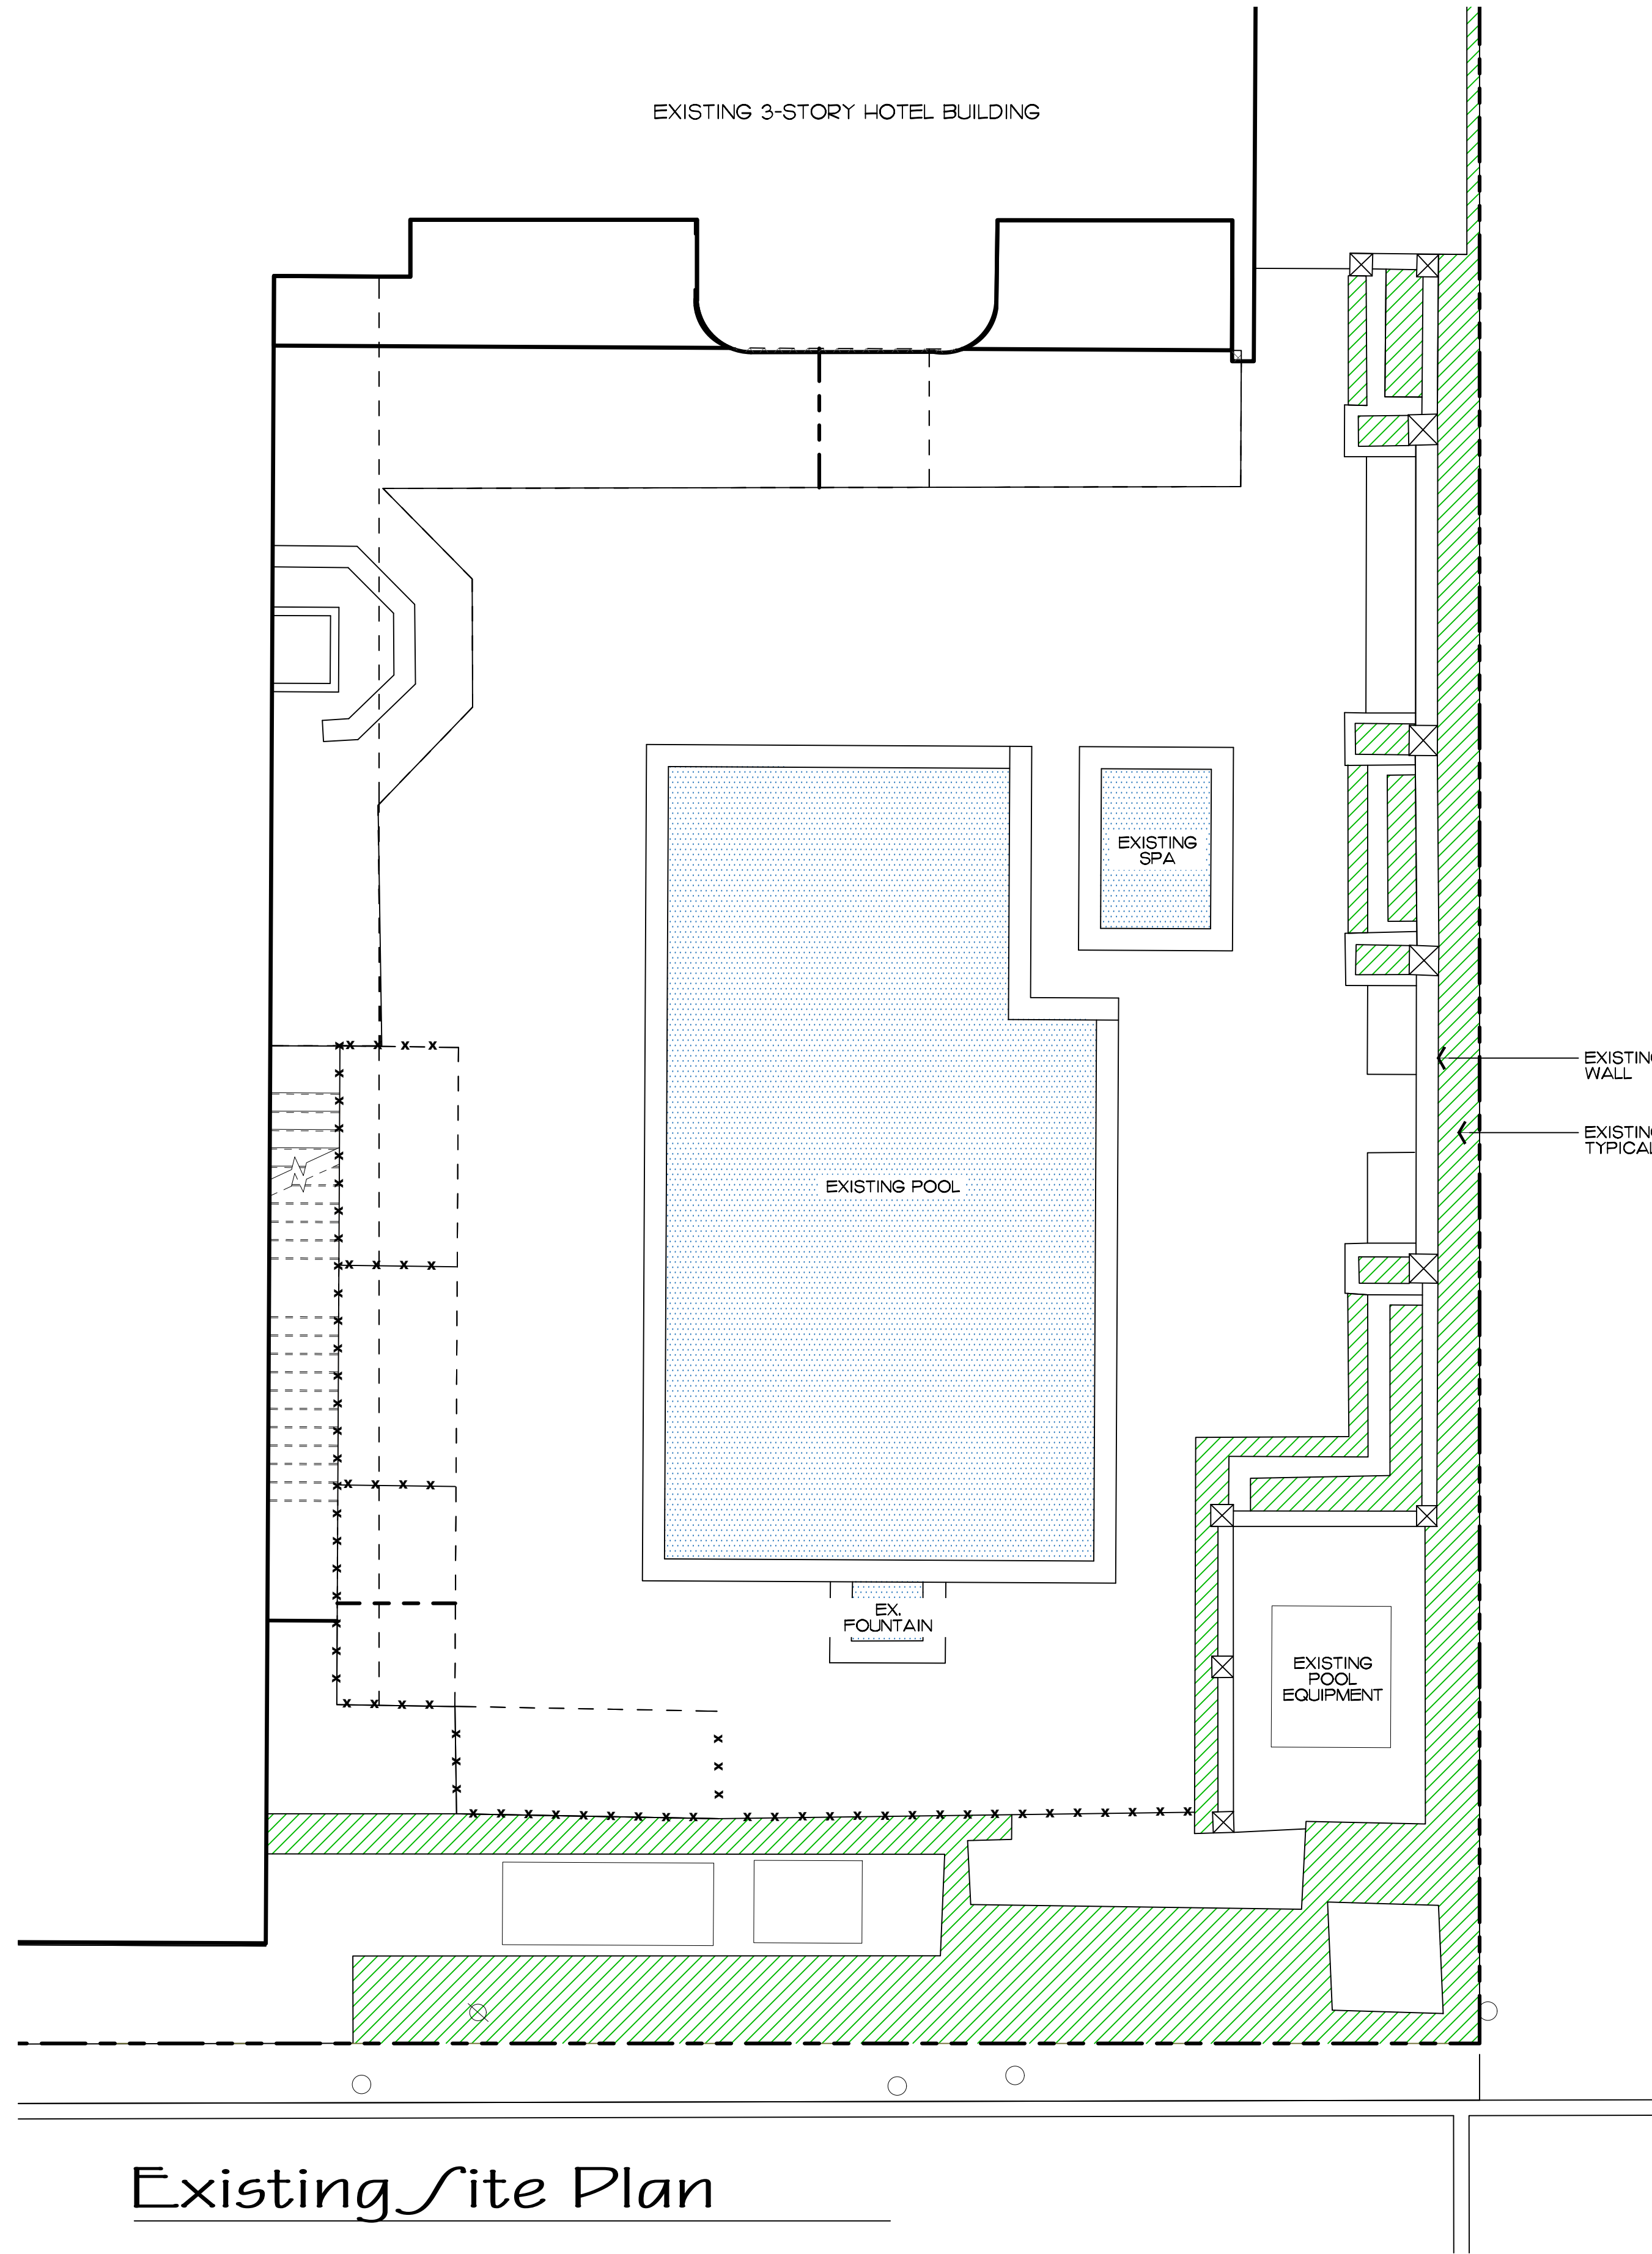 EXISTING 3-STORY HOTEL BUILDING
EXISTING
SPA
WALL
EXISTING POOL
EX.
FOUNTAIN
EXISTING
POOL
EQUIPMENT
Existing Site Plan